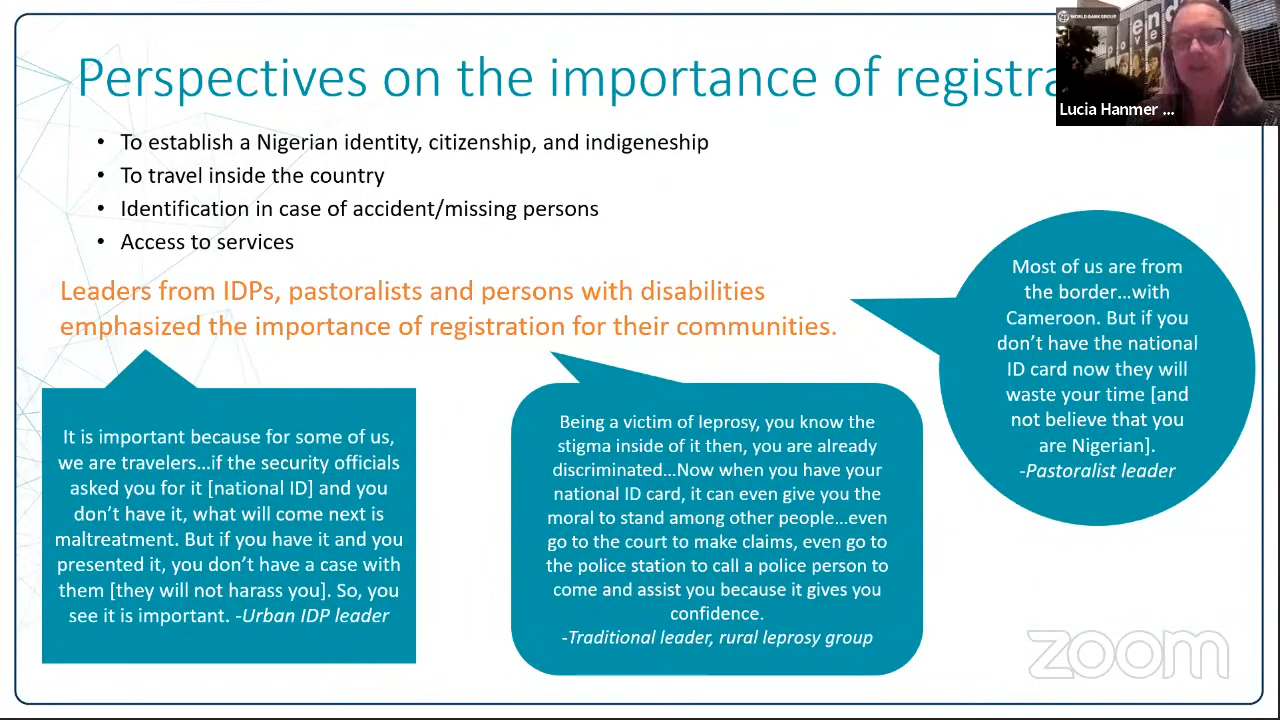 Perspectives on the importance of registra
WORLD BANK GROUP
end
pove
Lucia Hanmer ...
• To establish a Nigerian identity, citizenship, and indigeneship
• To travel inside the country
• Identification in case of accident/missing persons
• Access to services
Leaders from IDPs, pastoralists and persons with disabilities
emphasized the importance of registration for their communities.
Most of us are from
the border...with
Cameroon. But if you
don't have the national
ID card now they will
waste your time [and
not believe that you
are Nigerian].
-Pastoralist leader
It is important because for some of us,
we are travelers...if the security officials
asked you for it [national ID] and you
don't have it, what will come next is
maltreatment. But if you have it and you
presented it, you don't have a case with
them [they will not harass you]. So, you
see it is important. -Urban IDP leader
Being a victim of leprosy, you know the
stigma inside of it then, you are already
discriminated...Now when you have your
national ID card, it can even give you the
moral to stand among other people...even
go to the court to make claims, even go to
the police station to call a police person to
come and assist you because it gives you
confidence.
-Traditional leader, rural leprosy group
zoom